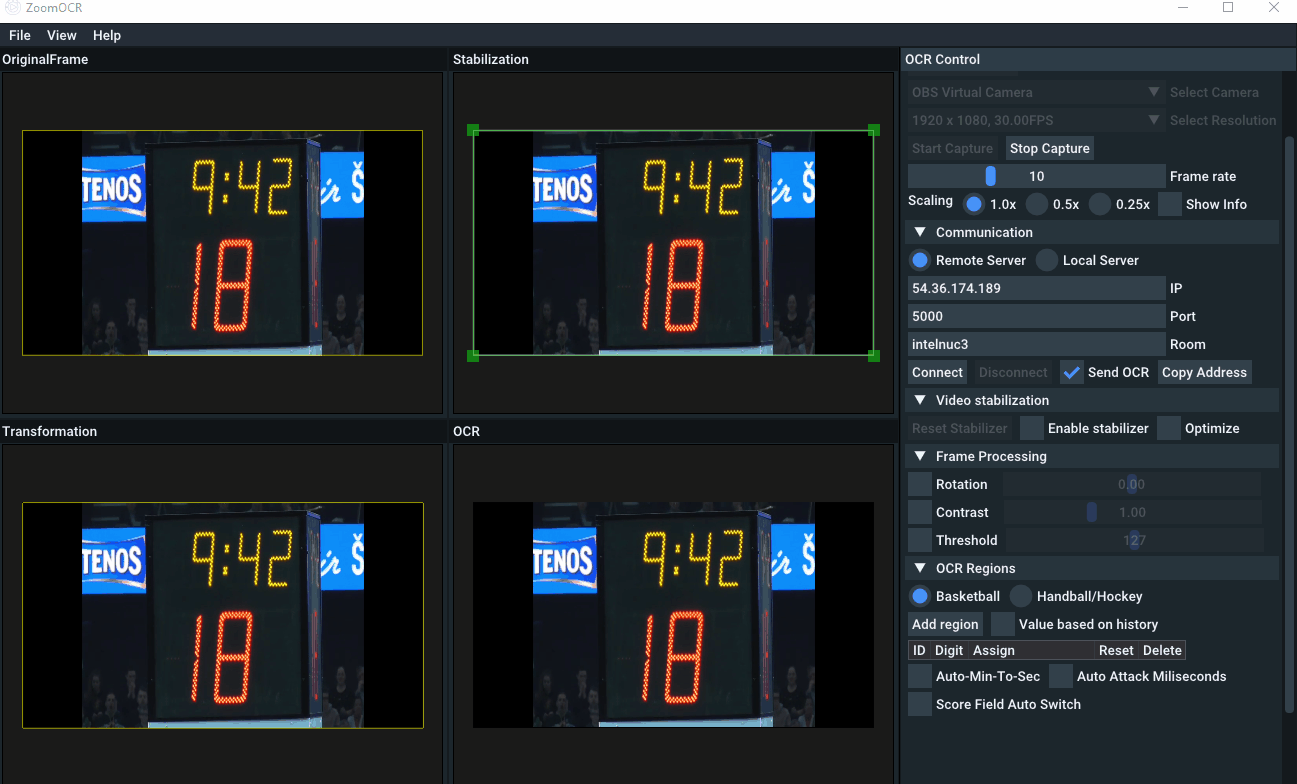 ZoomOCR
File View Help
OriginalFrame
TENOS
9:42
ir Š
18
Stabilization
TENOS
9:42
ir Š
18
Transformation
TENOS
9:42
ir Š
18
OCR
TENOS
9:42
ir Š
18
OCR Control
OBS Virtual Camera Select Camera
1920 x 1080, 30.00FPS Select Resolution
Start Capture Stop Capture
10 Frame rate
Scaling 1.0x 0.5x 0.25x Show Info
Communication
Remote Server Local Server
54.36.174.189 IP
5000 Port
intelnuc3 Room
Connect Disconnect Send OCR Copy Address
Video stabilization
Reset Stabilizer Enable stabilizer Optimize
Frame Processing
Rotation 0.00
Contrast 1.00
Threshold 127
OCR Regions
Basketball Handball/Hockey
Add region Value based on history
ID Digit Assign Reset Delete
Auto-Min-To-Sec Auto Attack Miliseconds
Score Field Auto Switch